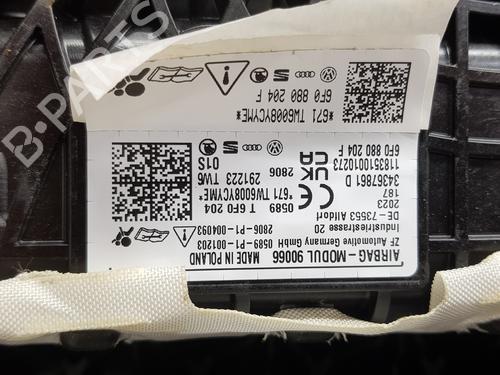 B-PARTS
6F0 880 204 F
*671 TW6008YCYME*
AIRBAG - MODUL 90066 MADE IN POLAND
ZF Automotive Germany GmbH 0589-P1-001203
Industriestrasse 20 2806-P1-004093
DE-73553 Alfdorf
2023
187 0589 T 6F0 204
34367861 D *671 TW6008YCYME*
1183510010273 2806 291223 TW6
6F0 880 204 F 01S
CE
UK
CA